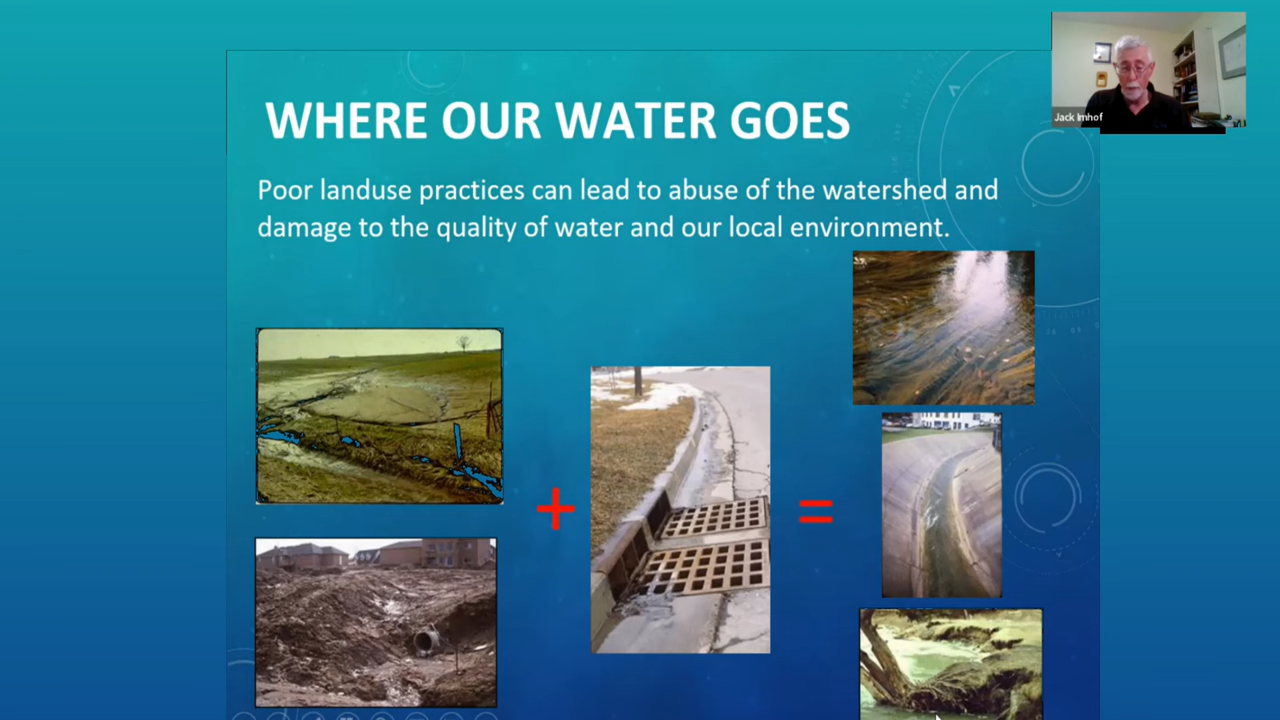 WHERE OUR WATER GOES
Poor landuse practices can lead to abuse of the watershed and
damage to the quality of water and our local environment.
+
=
Jack Imhof